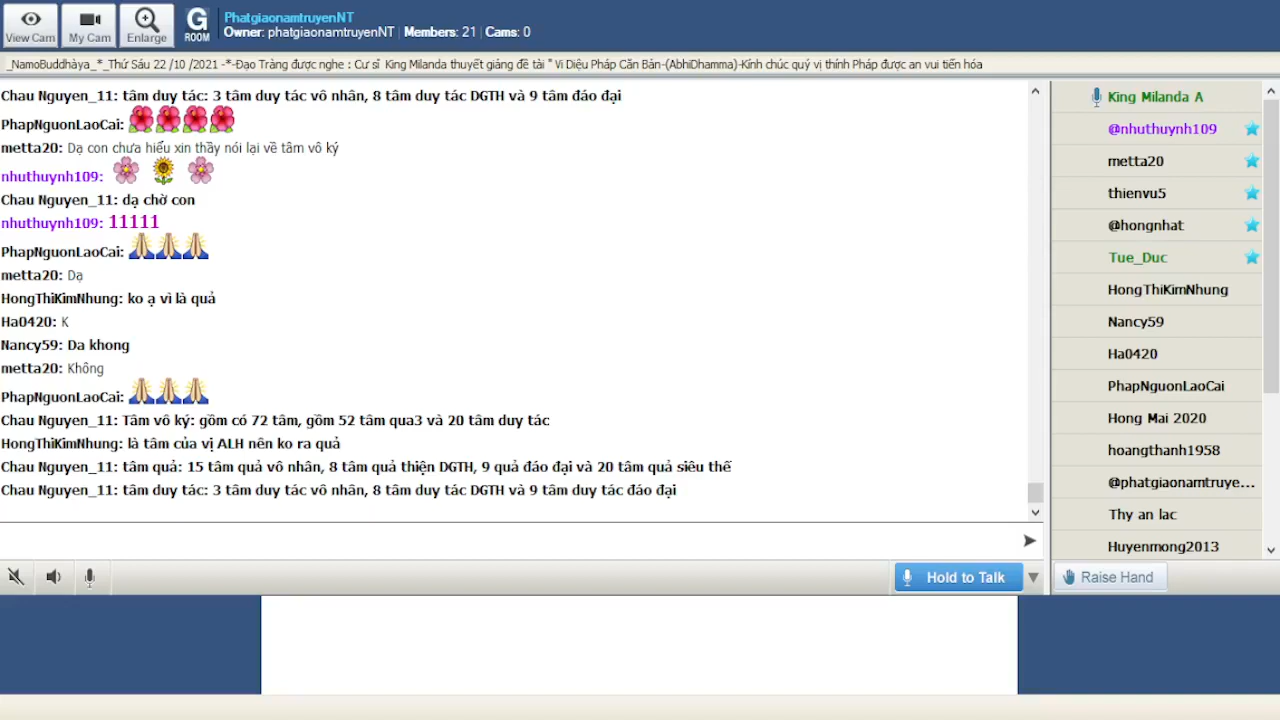 View Cam
My Cam
Enlarge
G
ROOM
PhatgiaonamtruyenNT
Owner: phatgiaonamtruyenNT | Members: 21 | Cams: 0
_NamoBuddhàya_*_Thứ Sáu 22 /10 /2021 -*-Đạo Tràng được nghe : Cư sĩ King Milanda thuyết giảng đề tài " Vi Diệu Pháp Căn Bản-(AbhiDhamma)-Kính chúc quý vị thính Pháp được an vui tiến hóa
Chau Nguyen_11: tâm duy tác: 3 tâm duy tác vô nhân, 8 tâm duy tác DGTH và 9 tâm đáo đại
PhapNguonLaoCai:
metta20: Dạ con chưa hiểu xin thầy nói lại về tâm vô ký
nhuthuynh109:
Chau Nguyen_11: dạ chờ con
nhuthuynh109: 11111
PhapNguonLaoCai:
metta20: Dạ
HongThiKimNhung: ko ạ vì là quả
Ha0420: K
Nancy59: Da khong
metta20: Không
PhapNguonLaoCai:
Chau Nguyen_11: Tâm vô ký: gồm có 72 tâm, gồm 52 tâm qua3 và 20 tâm duy tác
HongThiKimNhung: là tâm của vị ALH nên ko ra quả
Chau Nguyen_11: tâm quả: 15 tâm quả vô nhân, 8 tâm quả thiện DGTH, 9 quả đáo đại và 20 tâm quả siêu thế
Chau Nguyen_11: tâm duy tác: 3 tâm duy tác vô nhân, 8 tâm duy tác DGTH và 9 tâm duy tác đáo đại
King Milanda A
@nhuthuynh109
metta20
thienvu5
@hongnhat
Tue_Duc
HongThiKimNhung
Nancy59
Ha0420
PhapNguonLaoCai
Hong Mai 2020
hoangthanh1958
@phatgiaonamtruye...
Thy an lac
Huyenmong2013
Hold to Talk
Raise Hand